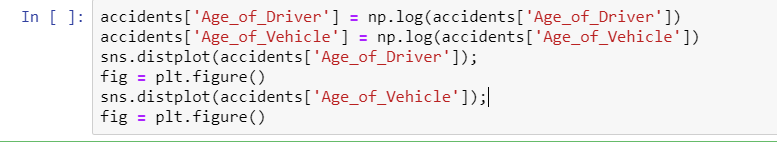 In [ ]: accidents['Age_of_Driver'] = np.log(accidents['Age_of_Driver'])
accidents['Age_of_Vehicle'] = np.log(accidents['Age_of_Vehicle'])
sns.distplot(accidents['Age_of_Driver']);
fig = plt.figure()
sns.distplot(accidents['Age_of_Vehicle']);
fig = plt.figure()